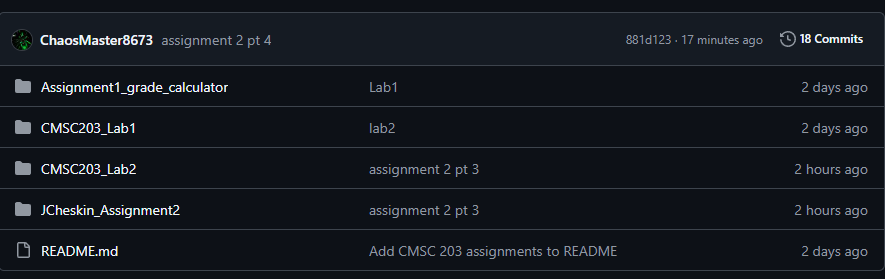 ChaosMaster8673 assignment 2 pt 4 881d123 · 17 minutes ago 18 Commits
Assignment1_grade_calculator Lab1 2 days ago
CMSC203_Lab1 lab2 2 days ago
CMSC203_Lab2 assignment 2 pt 3 2 hours ago
JCheskin_Assignment2 assignment 2 pt 3 2 hours ago
README.md Add CMSC 203 assignments to README 2 days ago